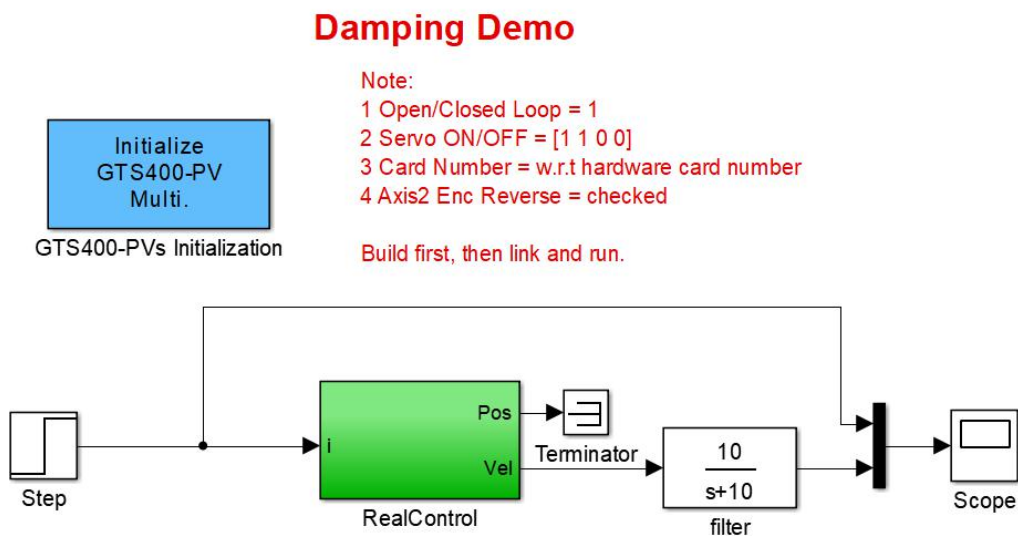 Damping Demo
Note:
1 Open/Closed Loop = 1
2 Servo ON/OFF = [1 1 0 0]
3 Card Number = w.r.t hardware card number
4 Axis2 Enc Reverse = checked
Build first, then link and run.
Initialize
GTS400-PV
Multi.
GTS400-PVs Initialization
Step
i
Pos
Vel
RealControl
Terminator
10
s+10
filter
Scope